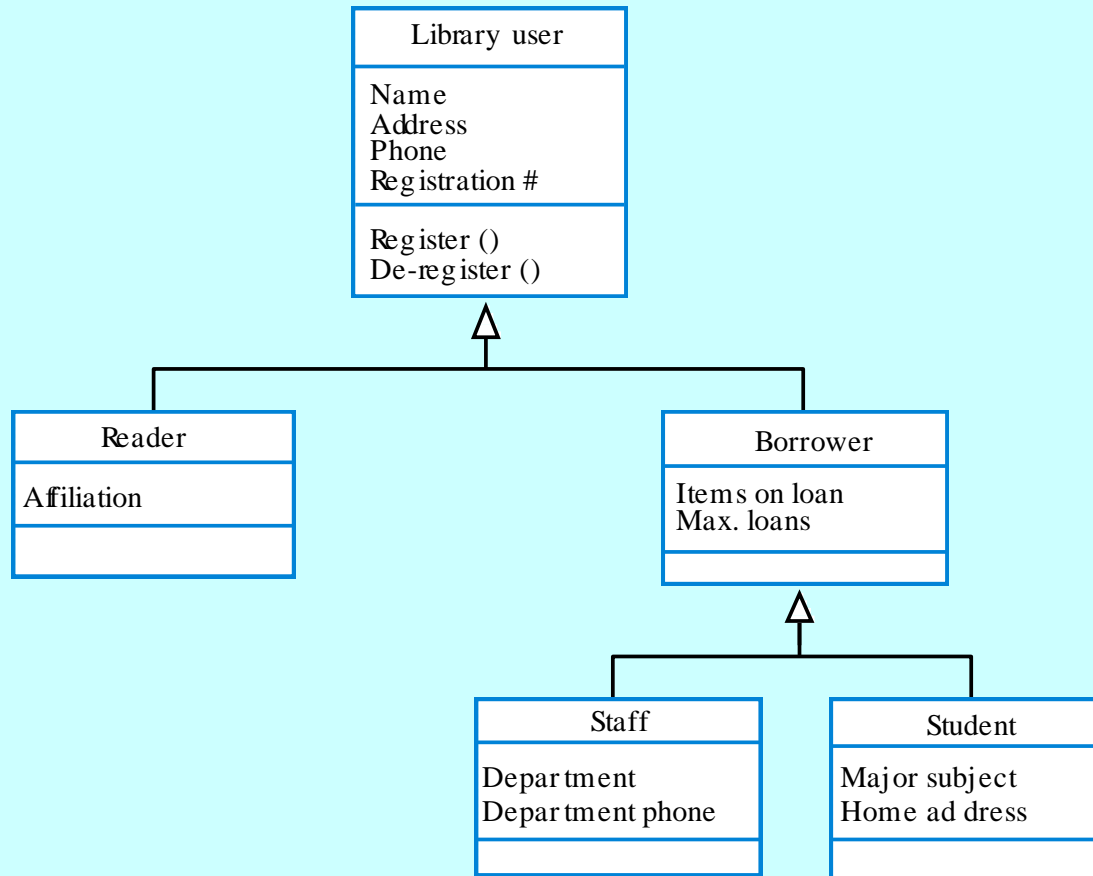 Library user
Name
Address
Phone
Registration #
Register ()
De-register ()
Reader
Affiliation
Borrower
Items on loan
Max. loans
Staff
Department
Department phone
Student
Major subject
Home address